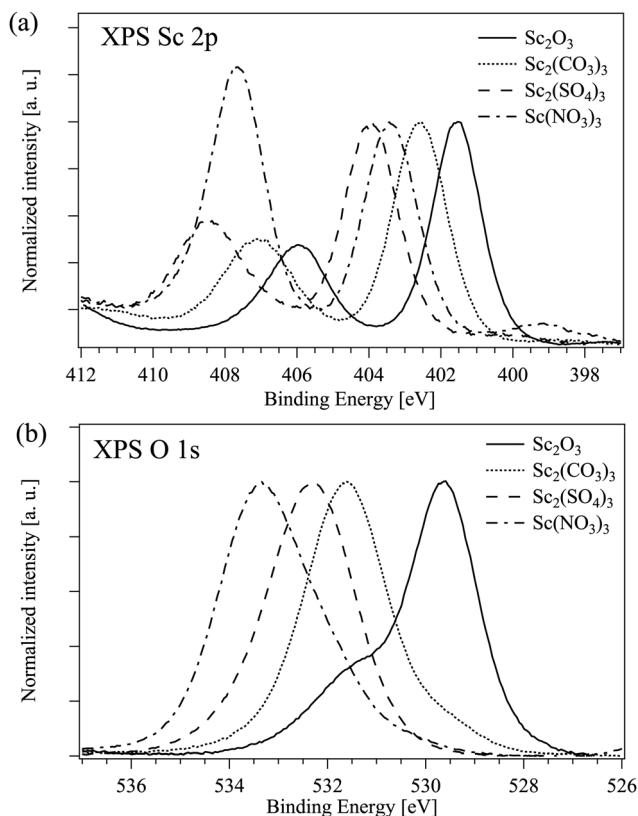 (a)
XPS Sc 2p
Sc₂O₃
Sc₂(CO₃)₃
Sc₂(SO₄)₃
Sc(NO₃)₃
Normalized intensity [a. u.]
412 410 408 406 404 402 400 398
Binding Energy [eV]
(b)
XPS O 1s
Sc₂O₃
Sc₂(CO₃)₃
Sc₂(SO₄)₃
Sc(NO₃)₃
Normalized intensity [a. u.]
536 534 532 530 528 526
Binding Energy [eV]